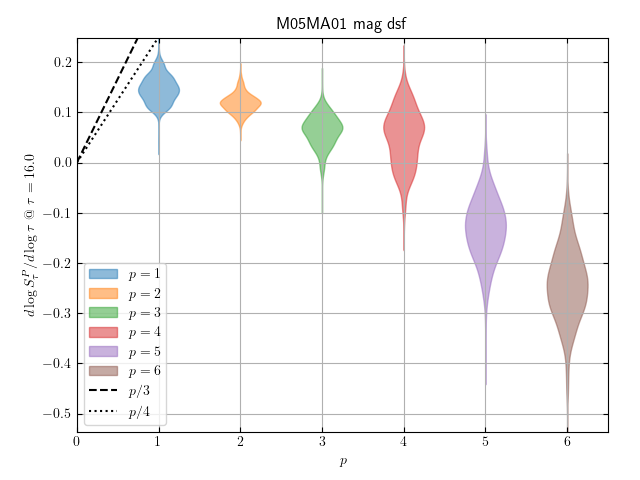 M05MA01 mag dsf
0.2
0.1
0.0
−0.1
−0.2
−0.3
−0.4
−0.5
d log S_τ^P / d log τ @ τ = 16.0
p = 1
p = 2
p = 3
p = 4
p = 5
p = 6
p/3
p/4
0 1 2 3 4 5 6
p